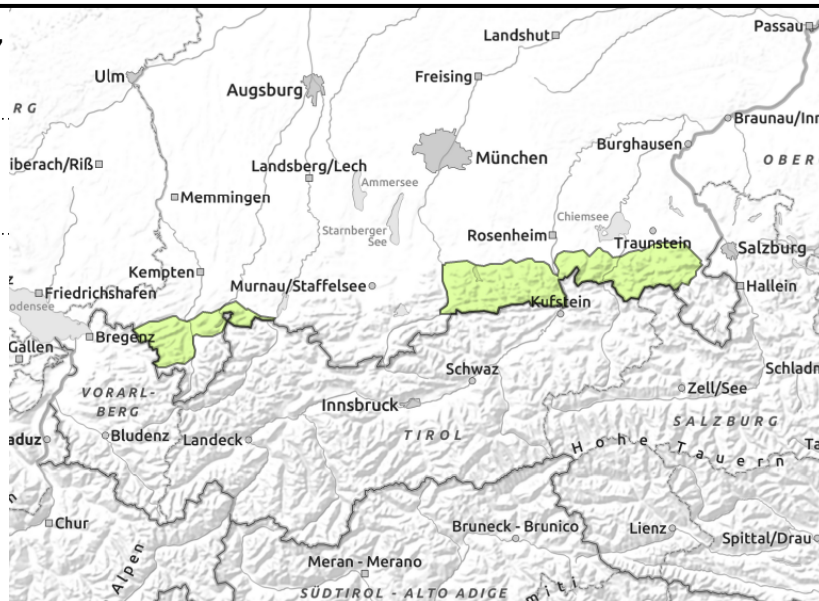 Passau
Landshut
Ulm
Freising
Augsburg
Braunau/Inn
RG
Burghausen
OBER
iberach/Riß
Landsberg/Lech
München
Ammersee
Memmingen
Chiemsee
Starnberger
See
Rosenheim
Traunstein
Salzburg
Kempten
Murnau/Staffelsee
Hallein
Friedrichshafen
odensee
Kufstein
Bregenz
Gallen
Schwaz
Schladm
VORARL-
BERG
Zell/See
Innsbruck
SALZBURG
TIROL
aduz
Bludenz
Landeck
Hohe Tauern
Ta
Chur
Bruneck - Brunico
Lienz
Spittal/Drau
Alpen
Meran - Merano
SÜDTIROL - ALTO ADIGE
miti